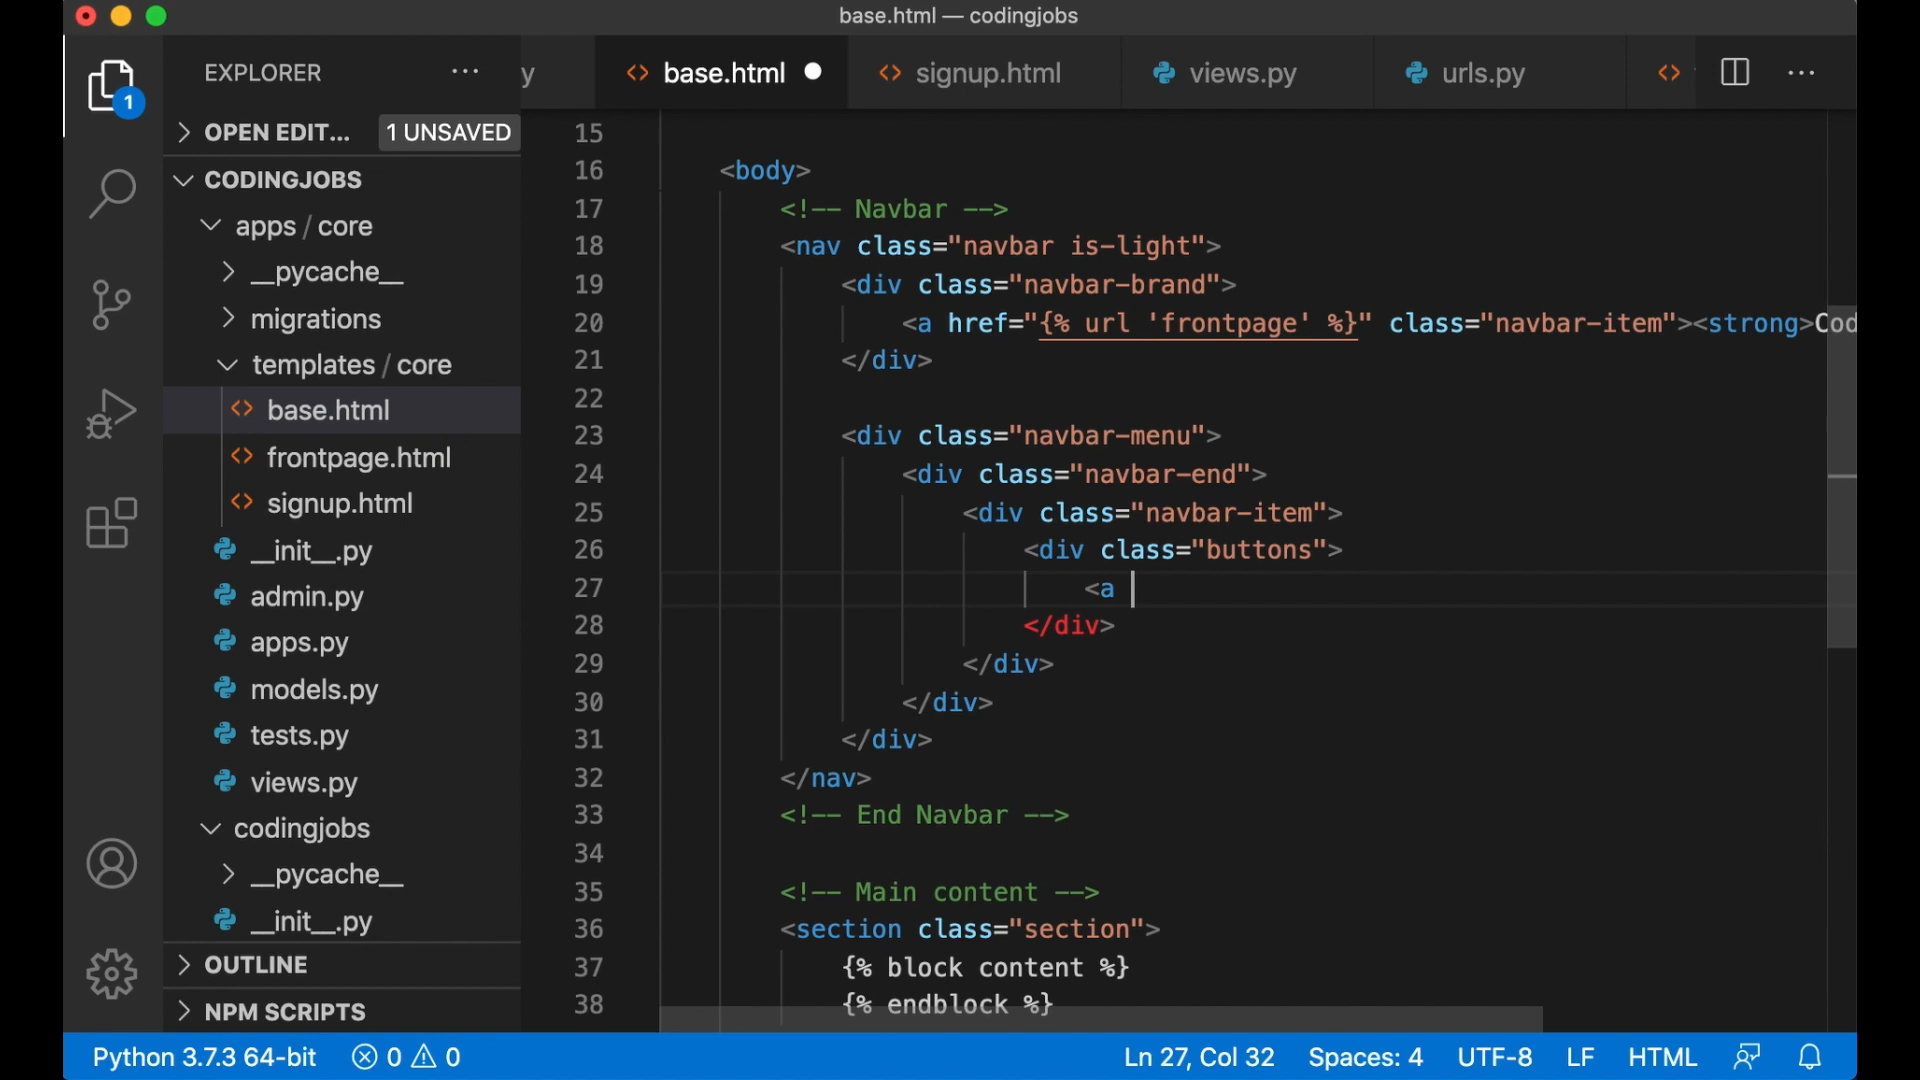 base.html — codingjobs
EXPLORER
y
base.html
signup.html
views.py
urls.py
1
OPEN EDIT... 1 UNSAVED
CODINGJOBS
apps / core
__pycache__
migrations
templates / core
base.html
frontpage.html
signup.html
__init__.py
admin.py
apps.py
models.py
tests.py
views.py
codingjobs
__pycache__
__init__.py
OUTLINE
NPM SCRIPTS
15
16 <body>
17 <!-- Navbar -->
18 <nav class="navbar is-light">
19 <div class="navbar-brand">
20 <a href="{% url 'frontpage' %}" class="navbar-item"><strong>Cod
21 </div>
22
23 <div class="navbar-menu">
24 <div class="navbar-end">
25 <div class="navbar-item">
26 <div class="buttons">
27 <a
28 </div>
29 </div>
30 </div>
31 </div>
32 </nav>
33 <!-- End Navbar -->
34
35 <!-- Main content -->
36 <section class="section">
37 {% block content %}
38 {% endblock %}
Python 3.7.3 64-bit 0 0 Ln 27, Col 32 Spaces: 4 UTF-8 LF HTML